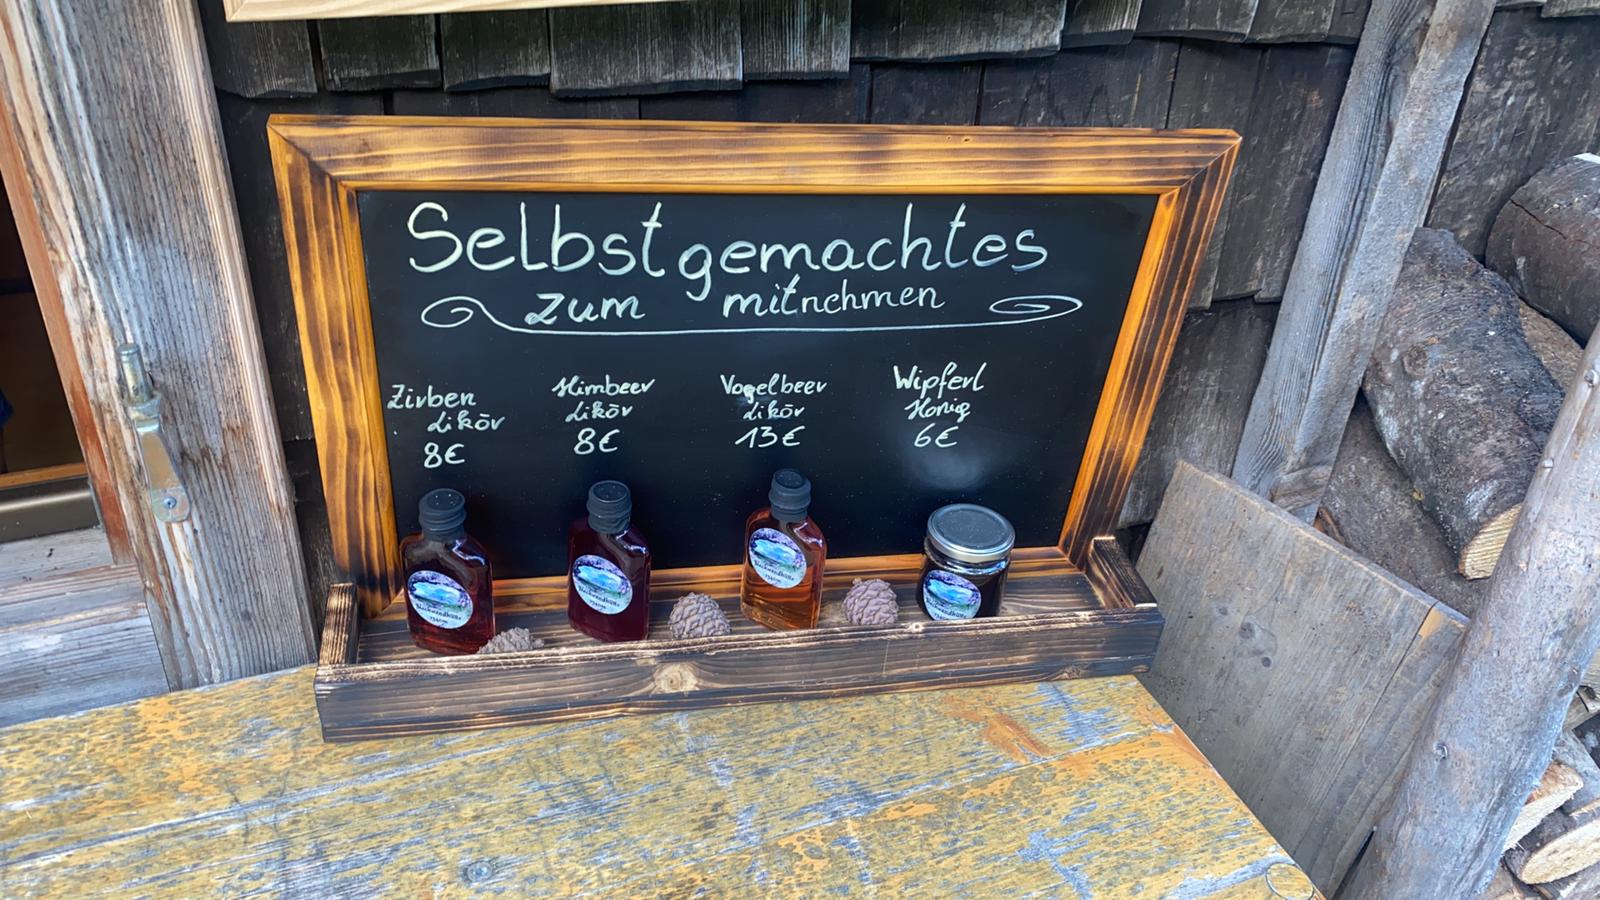 Selbstgemachtes
zum mitnehmen
Zirben
Likör
8€
Himbeer
Likör
8€
Vogelbeer
Likör
13€
Wipferl
Honig
6€